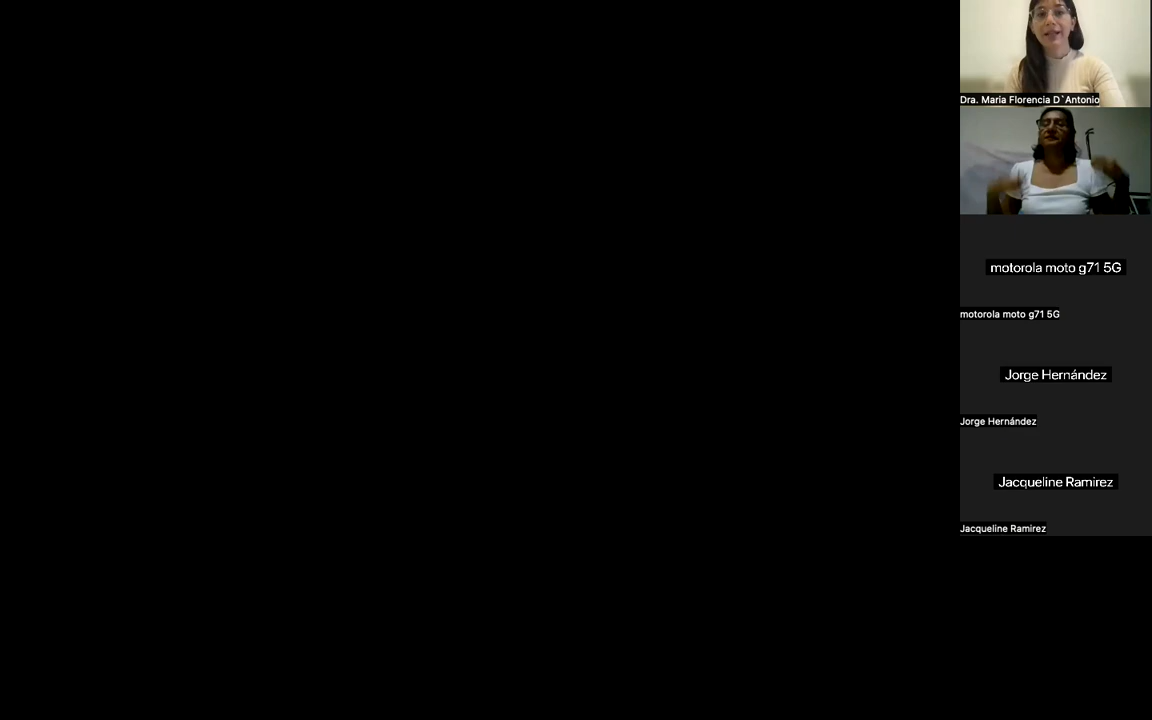 Dra. Maria Florencia D`Antonio
motorola moto g71 5G
motorola moto g71 5G
Jorge Hernández
Jorge Hernández
Jacqueline Ramirez
Jacqueline Ramirez